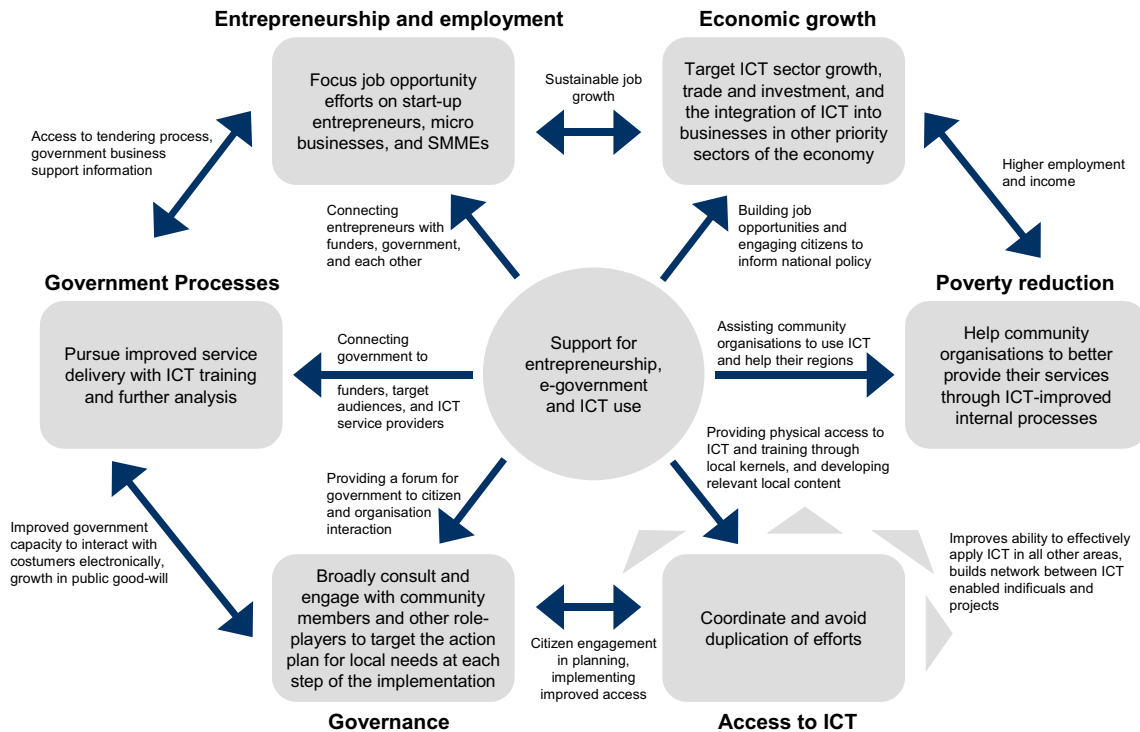 Entrepreneurship and employment
Economic growth
Focus job opportunity
efforts on start-up
entrepreneurs, micro
businesses, and SMMEs
Sustainable job
growth
Target ICT sector growth,
trade and investment, and
the integration of ICT into
businesses in other priority
sectors of the economy
Access to tendering process,
government business
support information
Higher employment
and income
Connecting
entrepreneurs with
funders, government,
and each other
Building job
opportunities and
engaging citizens to
inform national policy
Government Processes
Poverty reduction
Pursue improved service
delivery with ICT training
and further analysis
Connecting
government to
funders, target
audiences, and ICT
service providers
Support for
entrepreneurship,
e-government
and ICT use
Assisting community
organisations to use ICT
and help their regions
Help community
organisations to better
provide their services
through ICT-improved
internal processes
Providing physical access to
ICT and training through
local kernels, and developing
relevant local content
Providing a forum for
government to citizen
and organisation
interaction
Improved government
capacity to interact with
costumers electronically,
growth in public good-will
Improves ability to effectively
apply ICT in all other areas,
builds network between ICT
enabled indificuals and
projects
Broadly consult and
engage with community
members and other role-
players to target the action
plan for local needs at each
step of the implementation
Citizen engagement
in planning,
implementing
improved access
Coordinate and avoid
duplication of efforts
Governance
Access to ICT